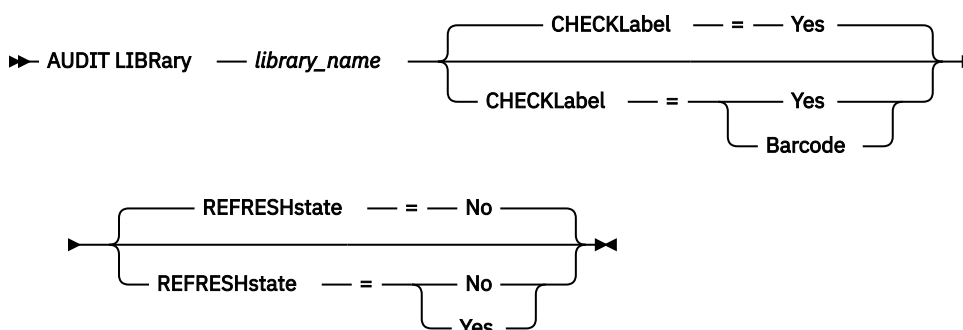 CHECKLabel = Yes
AUDIT LIBRary library_name
CHECKLabel = Yes
Barcode
REFRESHstate = No
REFRESHstate = No
Yes